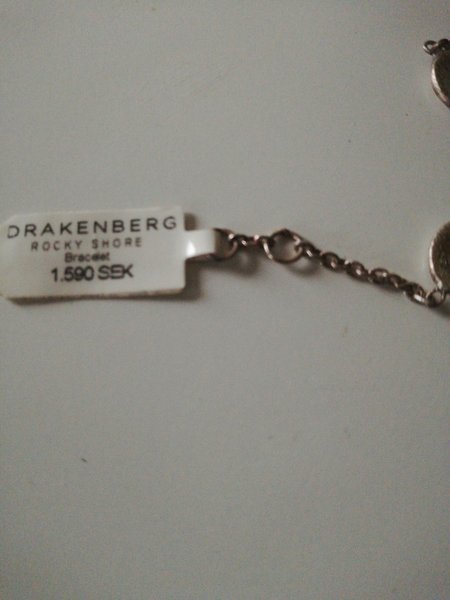 DRAKENBERG
ROCKY SHORE
Bracelet
1.590 SEK